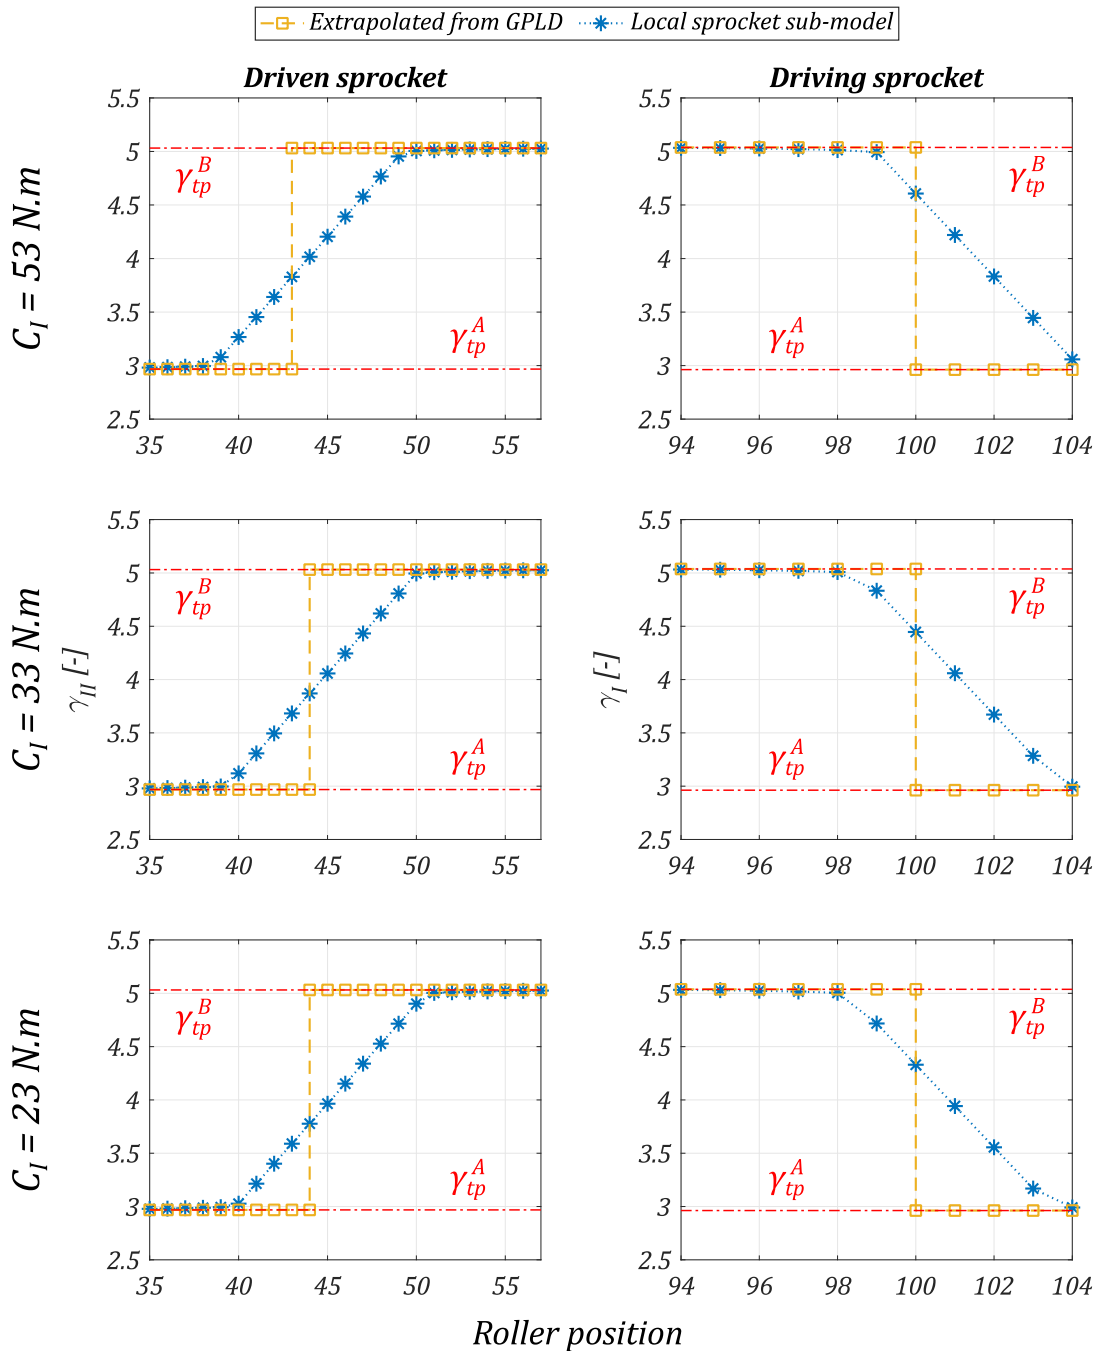 Extrapolated from GPLD Local sprocket sub-model
Driven sprocket Driving sprocket
C_I = 53 N.m
5.5
5
4.5
4
3.5
3
2.5
γ_tp^B
γ_tp^A
35 40 45 50 55
5.5
5
4.5
4
3.5
3
2.5
γ_tp^B
γ_tp^A
94 96 98 100 102 104
C_I = 33 N.m
γ_II [-]
5.5
5
4.5
4
3.5
3
2.5
γ_tp^B
γ_tp^A
35 40 45 50 55
γ_I [-]
5.5
5
4.5
4
3.5
3
2.5
γ_tp^B
γ_tp^A
94 96 98 100 102 104
C_I = 23 N.m
5.5
5
4.5
4
3.5
3
2.5
γ_tp^B
γ_tp^A
35 40 45 50 55
5.5
5
4.5
4
3.5
3
2.5
γ_tp^B
γ_tp^A
94 96 98 100 102 104
Roller position